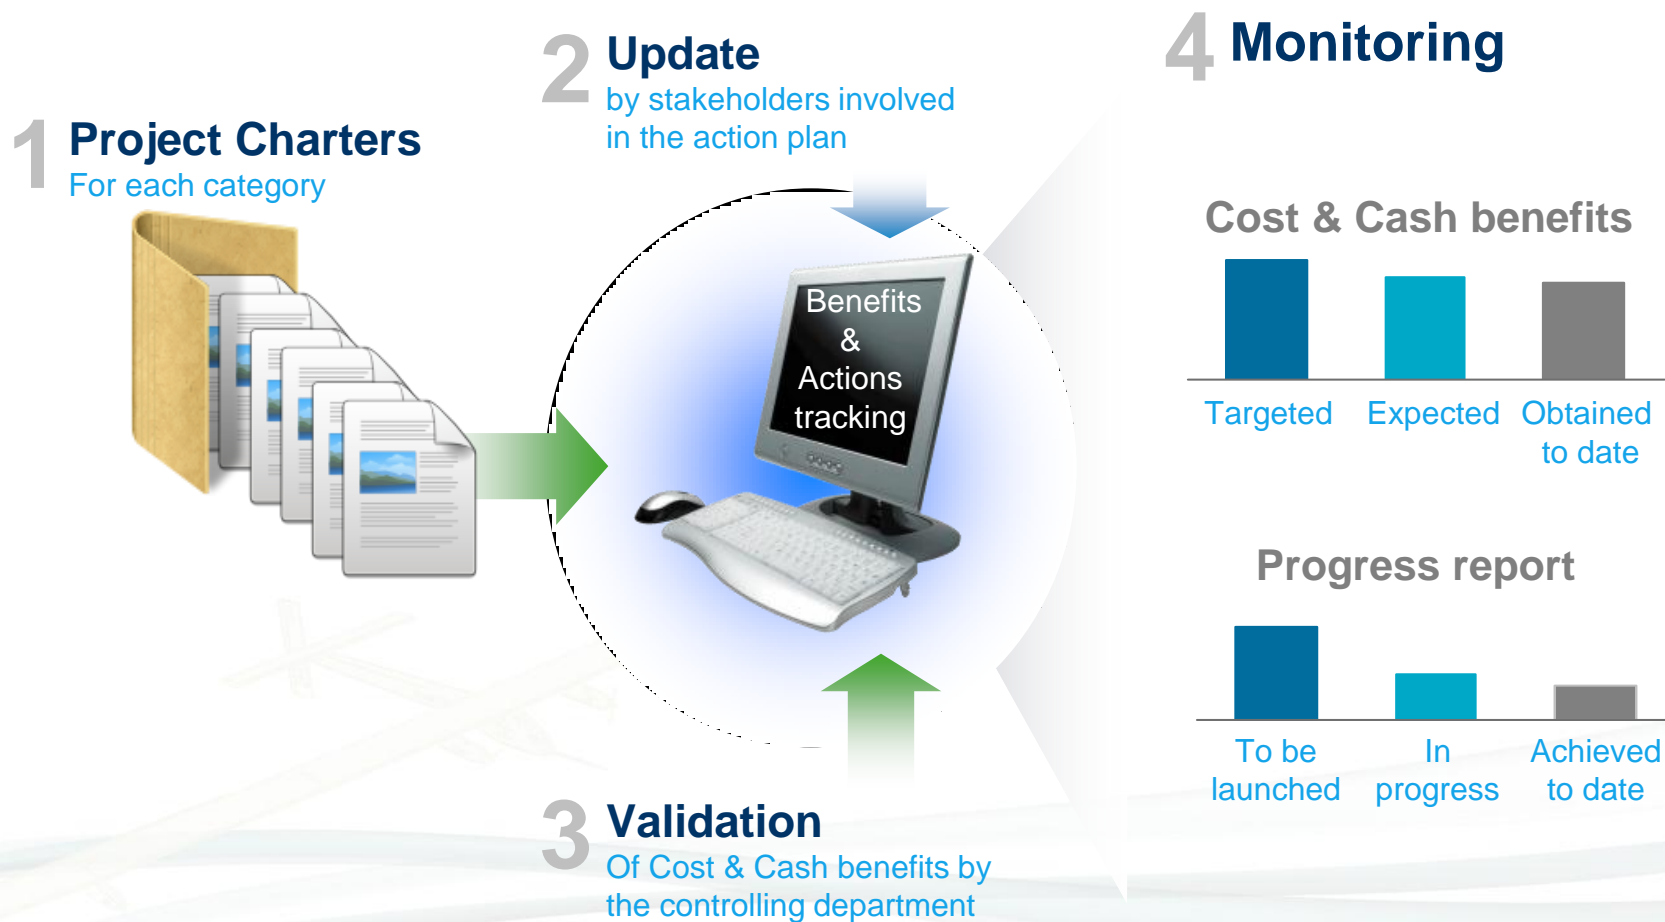 1 Project Charters
For each category
2 Update
by stakeholders involved
in the action plan
Benefits
&
Actions
tracking
3 Validation
Of Cost & Cash benefits by
the controlling department
4 Monitoring
Cost & Cash benefits
Targeted Expected Obtained
to date
Progress report
To be In Achieved
launched progress to date